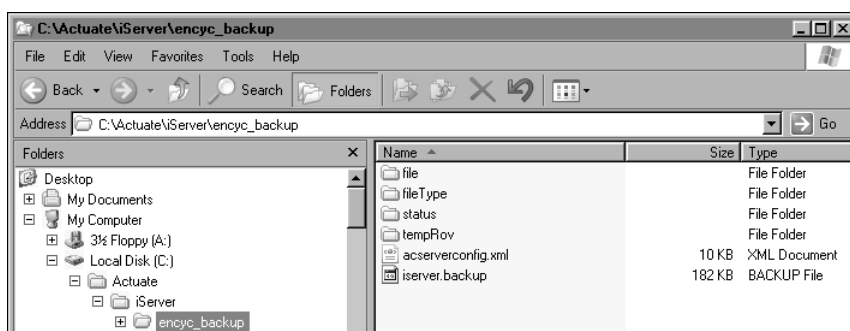 C:\Actuate\iServer\encyc_backup
File Edit View Favorites Tools Help
Back Search Folders
Address C:\Actuate\iServer\encyc_backup Go
Folders
Desktop
My Documents
My Computer
3½ Floppy (A:)
Local Disk (C:)
Actuate
iServer
encyc_backup
Name Size Type
file File Folder
fileType File Folder
status File Folder
tempRov File Folder
acserverconfig.xml 10 KB XML Document
iserver.backup 182 KB BACKUP File